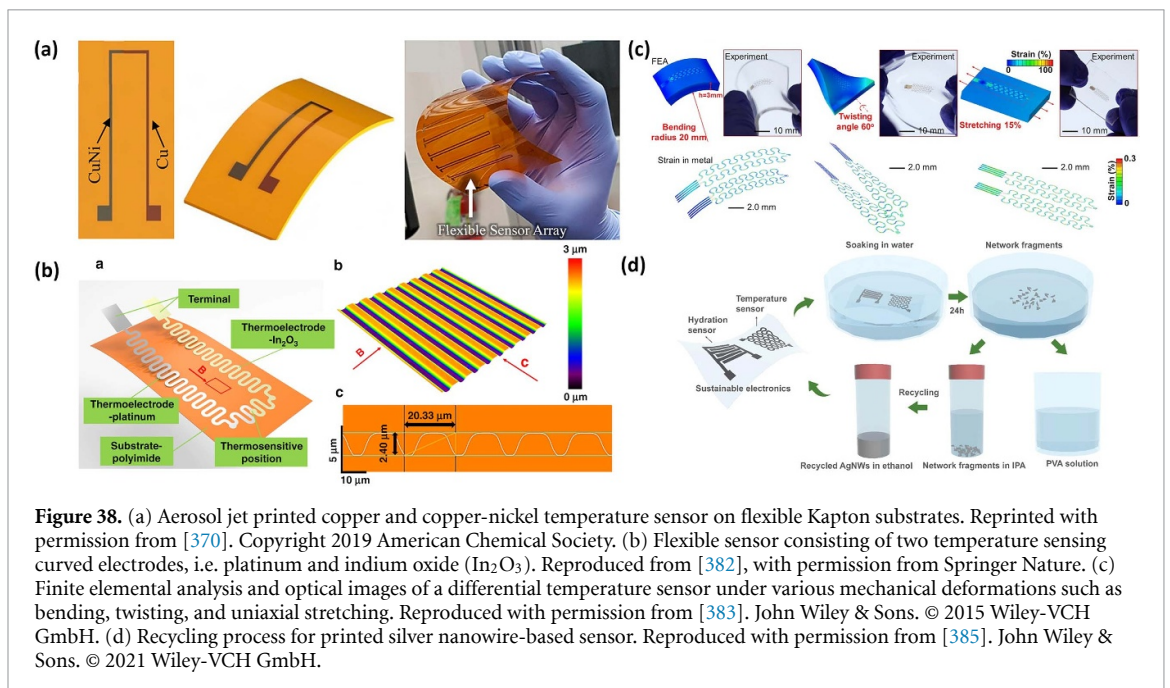 (a)
CuNi
Cu
Flexible Sensor Array
(b)
a
Terminal
Thermoelectrode
-In₂O₃
B
Thermoelectrode
-platinum
Substrate-
polyimide
Thermosensitive
position
b
B
c
3 μm
0 μm
c
20.33 μm
2.40 μm
5 μm
10 μm
(c)
FEA
h=3mm
Bending
radius 20 mm
Experiment
10 mm
Twisting
angle 60°
Experiment
10 mm
Strain (%)
0 100
Stretching 15%
Experiment
10 mm
Strain in metal
2.0 mm
2.0 mm
2.0 mm
0.3
Strain (%)
0
(d)
Soaking in water
Network fragments
Temperature
sensor
Hydration
sensor
Sustainable electronics
24h
Recycling
Recycled AgNWs in ethanol
Network fragments in IPA
PVA solution
Figure 38. (a) Aerosol jet printed copper and copper-nickel temperature sensor on flexible Kapton substrates. Reprinted with
permission from [370]. Copyright 2019 American Chemical Society. (b) Flexible sensor consisting of two temperature sensing
curved electrodes, i.e. platinum and indium oxide (In₂O₃). Reproduced from [382], with permission from Springer Nature. (c)
Finite elemental analysis and optical images of a differential temperature sensor under various mechanical deformations such as
bending, twisting, and uniaxial stretching. Reproduced with permission from [383]. John Wiley & Sons. © 2015 Wiley-VCH
GmbH. (d) Recycling process for printed silver nanowire-based sensor. Reproduced with permission from [385]. John Wiley &
Sons. © 2021 Wiley-VCH GmbH.